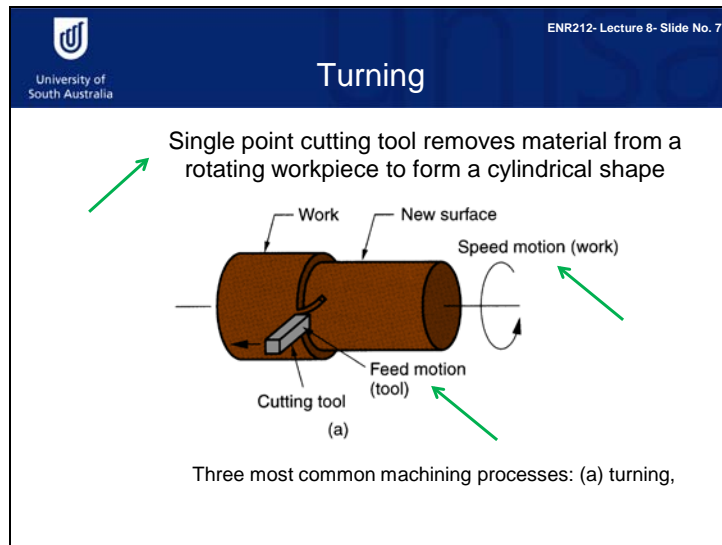 ENR212- Lecture 8- Slide No. 7
University of
South Australia
Turning
Single point cutting tool removes material from a
rotating workpiece to form a cylindrical shape
Work
New surface
Speed motion (work)
Feed motion
(tool)
Cutting tool
(a)
Three most common machining processes: (a) turning,